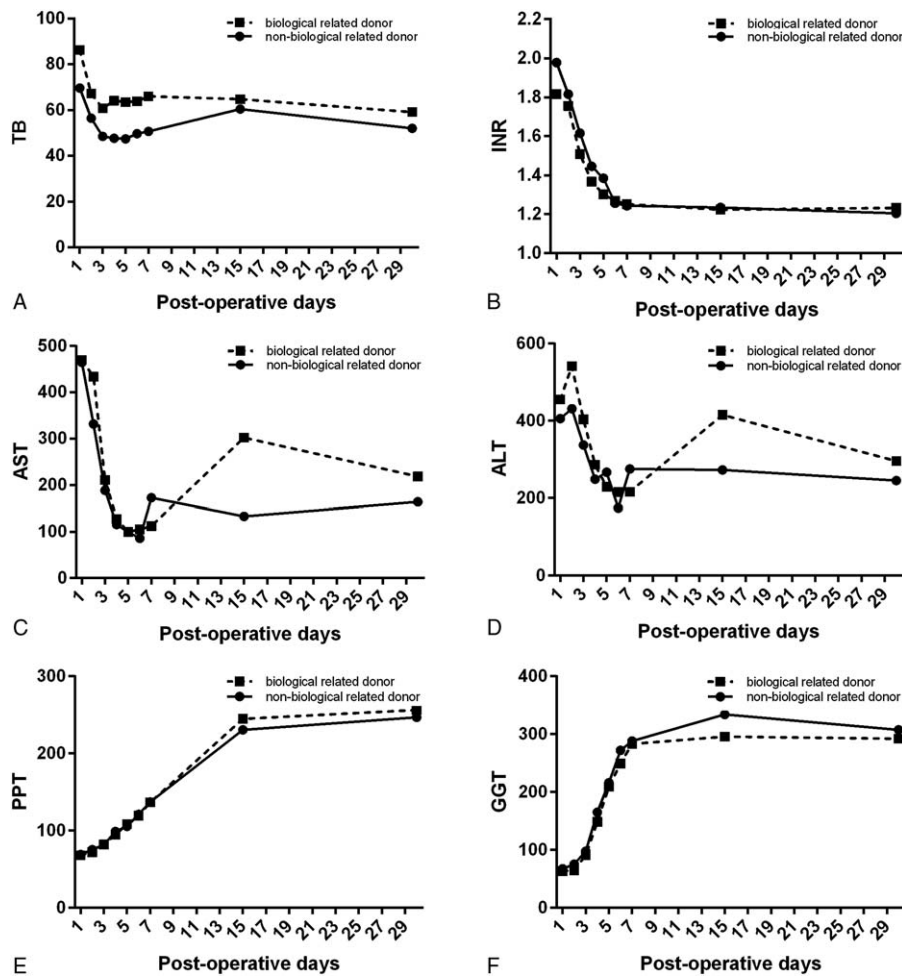 biological related donor
non-biological related donor
100
80
60
40
20
0
TB
1 3 5 7 9 11 13 15 17 19 21 23 25 27 29
Post-operative days
A
biological related donor
non-biological related donor
2.2
2.0
1.8
1.6
1.4
1.2
1.0
INR
1 3 5 7 9 11 13 15 17 19 21 23 25 27 29
Post-operative days
B
biological related donor
non-biological related donor
500
400
300
200
100
0
AST
1 3 5 7 9 11 13 15 17 19 21 23 25 27 29
Post-operative days
C
biological related donor
non-biological related donor
600
400
200
0
ALT
1 3 5 7 9 11 13 15 17 19 21 23 25 27 29
Post-operative days
D
biological related donor
non-biological related donor
300
200
100
0
PPT
1 3 5 7 9 11 13 15 17 19 21 23 25 27 29
Post-operative days
E
biological related donor
non-biological related donor
400
300
200
100
0
GGT
1 3 5 7 9 11 13 15 17 19 21 23 25 27 29
Post-operative days
F